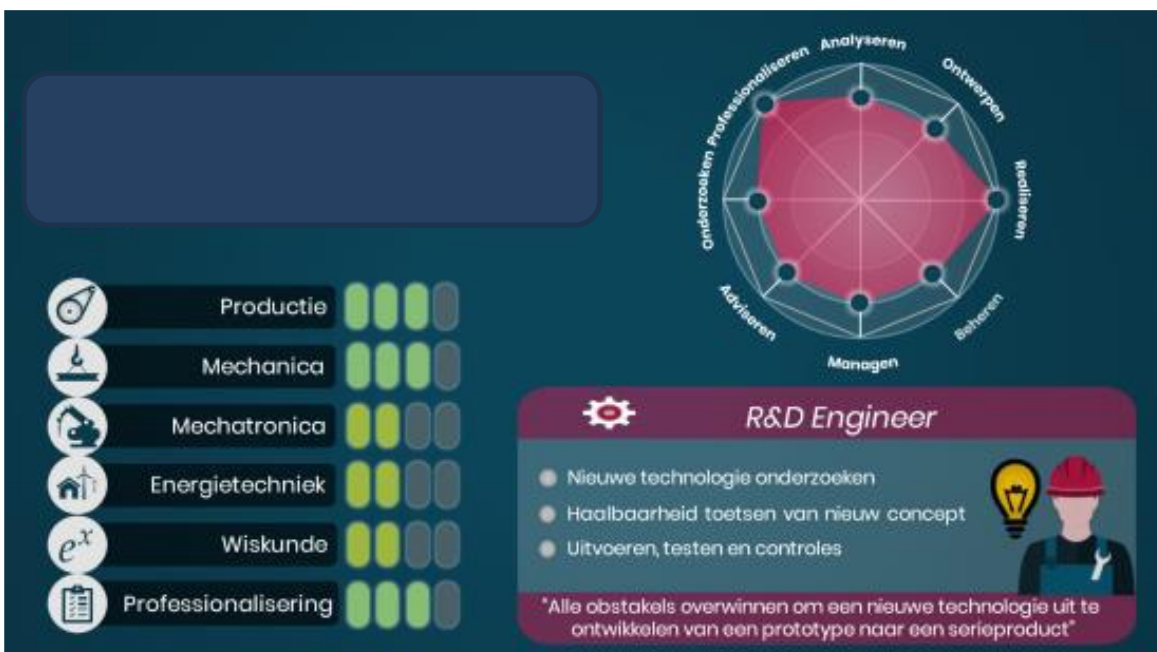 Analyseren
Ontwerpen
Realiseren
Beheren
Managen
Adviseren
Onderzoeken
Professionaliseren
Productie
Mechanica
Mechatronica
Energietechniek
e^x Wiskunde
Professionalisering
R&D Engineer
Nieuwe technologie onderzoeken
Haalbaarheid toetsen van nieuw concept
Uitvoeren, testen en controles
"Alle obstakels overwinnen om een nieuwe technologie uit te
ontwikkelen van een prototype naar een serieproduct"